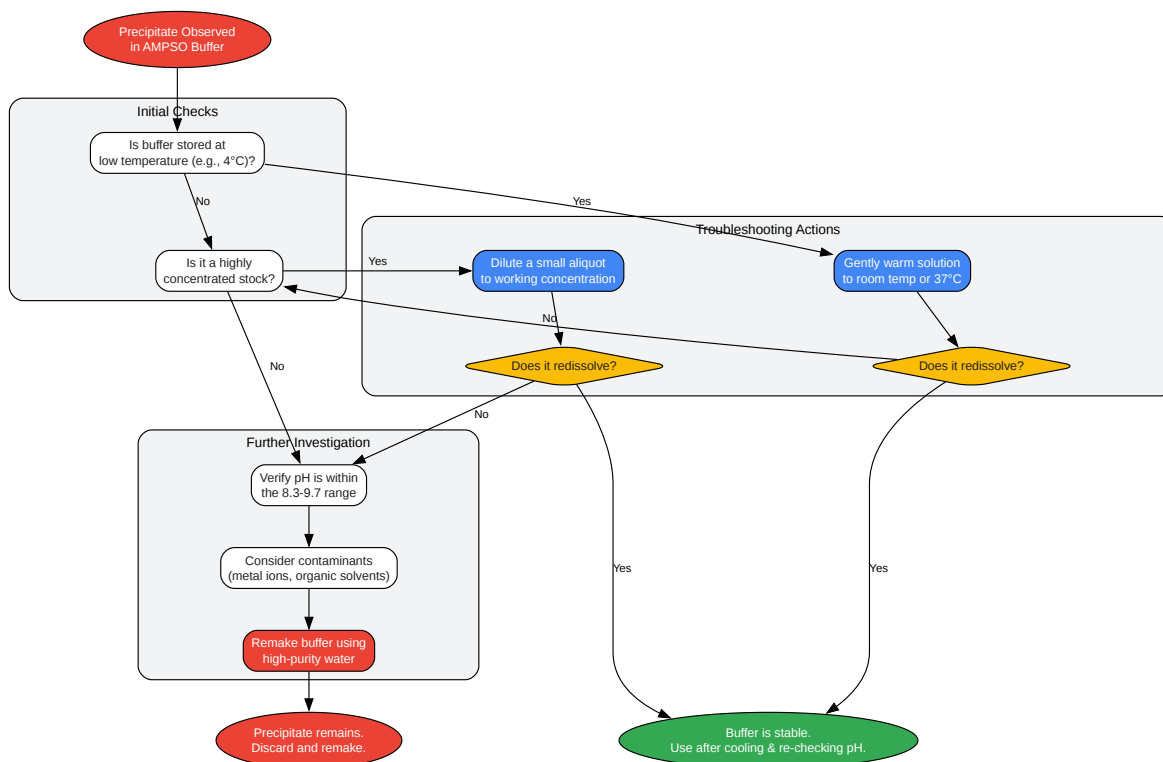 Precipitate Observed
in AMPSO Buffer
Initial Checks
Is buffer stored at
low temperature (e.g., 4°C)?
No
Yes
Is it a highly
concentrated stock?
Yes
No
Troubleshooting Actions
Dilute a small aliquot
to working concentration
Gently warm solution
to room temp or 37°C
No
Does it redissolve?
Does it redissolve?
No
Yes
Yes
Further Investigation
Verify pH is within
the 8.3-9.7 range
Consider contaminants
(metal ions, organic solvents)
Remake buffer using
high-purity water
Precipitate remains.
Discard and remake.
Buffer is stable.
Use after cooling & re-checking pH.